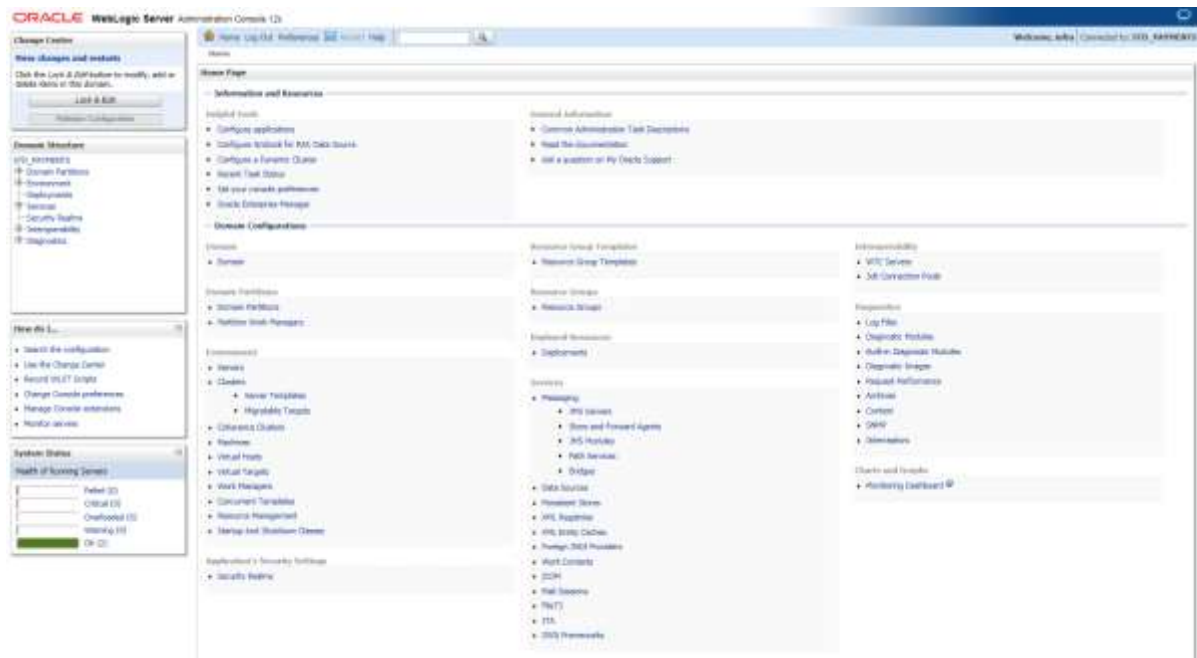 ORACLE WebLogic Server Administration Console 12c
Change Center
View changes and restarts
Click the Lock & Edit button to modify, add or
delete items in this domain.
Lock & Edit
Release Configuration
Domain Structure
Domain Partitions
Environment
Deployments
Services
Security Realms
Interoperability
Diagnostics
How do I...
Search the configuration
Use the Change Center
Record WLST Scripts
Change Console preferences
Manage Console extensions
Monitor servers
System Status
Health of Running Servers
Failed (0)
Critical (0)
Overloaded (0)
Warning (0)
OK (2)
Home Log Out Preferences Record Help
Welcome, Connected to:
Home
Home Page
Information and Resources
Helpful Tools
Configure applications
Configure GridLink for RAC Data Source
Configure a Dynamic Cluster
Recent Task Status
Set your console preferences
Oracle Enterprise Manager
General Information
Common Administration Task Descriptions
Read the documentation
Ask a question on My Oracle Support
Domain Configurations
Domain
Domain
Domain Partitions
Domain Partitions
Partition Work Managers
Environment
Servers
Clusters
Server Templates
Migratable Targets
Coherence Clusters
Machines
Virtual Hosts
Virtual Targets
Work Managers
Concurrent Templates
Resource Management
Startup And Shutdown Classes
Application's Security Settings
Security Realms
Resource Group Templates
Resource Group Templates
Resource Groups
Resource Groups
Deployed Resources
Deployments
Services
Messaging
JMS Servers
Store-and-Forward Agents
JMS Modules
Path Services
Bridges
Data Sources
Persistent Stores
XML Registries
XML Entity Caches
Foreign JNDI Providers
Work Contexts
jCOM
Mail Sessions
FileT3
JTA
OSGi Frameworks
Interoperability
WTC Servers
Jolt Connection Pools
Diagnostics
Log Files
Diagnostic Modules
Built-in Diagnostic Modules
Diagnostic Images
Request Performance
Archives
Context
SNMP
Interceptors
Charts and Graphs
Monitoring Dashboard